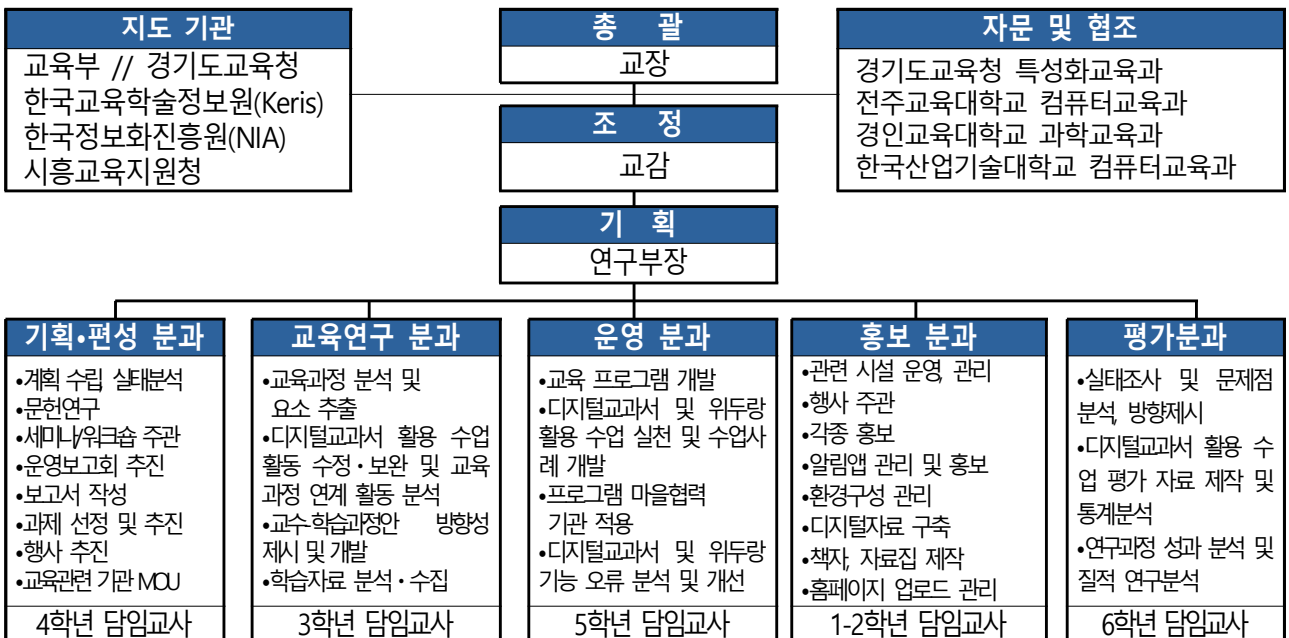 지도 기관
교육부 // 경기도교육청
한국교육학술정보원(Keris)
한국정보화진흥원(NIA)
시흥교육지원청
총 괄
교장
조 정
교감
기 획
연구부장
자문 및 협조
경기도교육청 특성화교육과
전주교육대학교 컴퓨터교육과
경인교육대학교 과학교육과
한국산업기술대학교 컴퓨터교육과
기획•편성 분과
•계획 수립, 실태분석
•문헌연구
•세미나/워크숍 주관
•운영보고회 추진
•보고서 작성
•과제 선정 및 추진
•행사 추진
•교육관련 기관 MOU
4학년 담임교사
교육연구 분과
•교육과정 분석 및
요소 추출
•디지털교과서 활용 수업
활동 수정·보완 및 교육
과정 연계 활동 분석
•교수·학습과정안 방향성
제시 및 개발
•학습자료 분석·수집
3학년 담임교사
운영 분과
•교육 프로그램 개발
•디지털교과서 및 위두랑
활용 수업 실천 및 수업사
례 개발
•프로그램 마을협력
기관 적용
•디지털교과서 및 위두랑
기능 오류 분석 및 개선
5학년 담임교사
홍보 분과
•관련 시설 운영, 관리
•행사 주관
•각종 홍보
•알림앱 관리 및 홍보
•환경구성 관리
•디지털자료 구축
•책자, 자료집 제작
•홈페이지 업로드 관리
1-2학년 담임교사
평가분과
•실태조사 및 문제점
분석, 방향제시
•디지털교과서 활용 수
업 평가 자료 제작 및
통계분석
•연구과정 성과 분석 및
질적 연구분석
6학년 담임교사